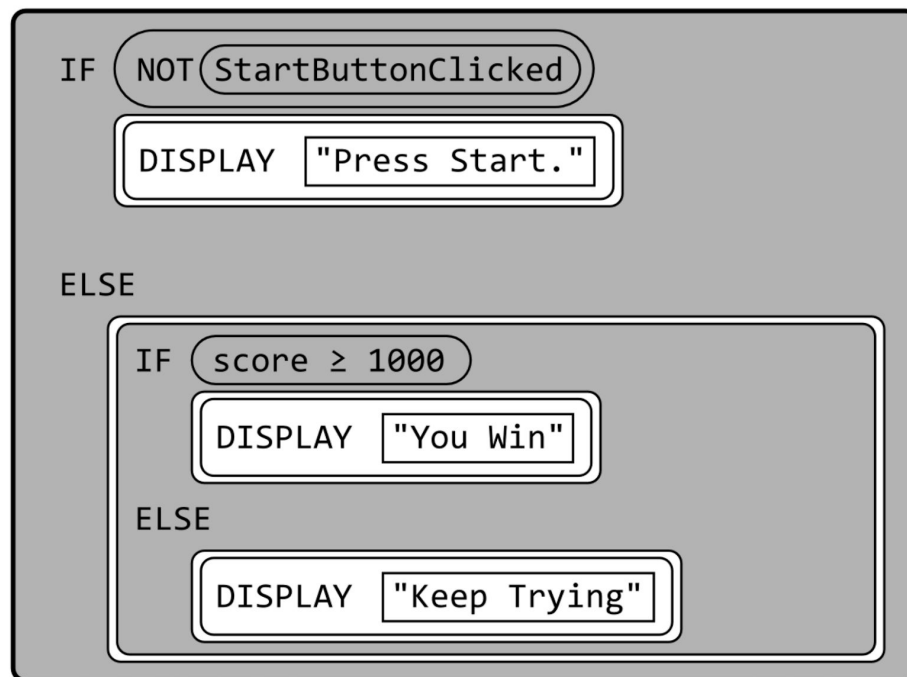 IF NOT StartButtonClicked
DISPLAY "Press Start."
ELSE
IF score ≥ 1000
DISPLAY "You Win"
ELSE
DISPLAY "Keep Trying"